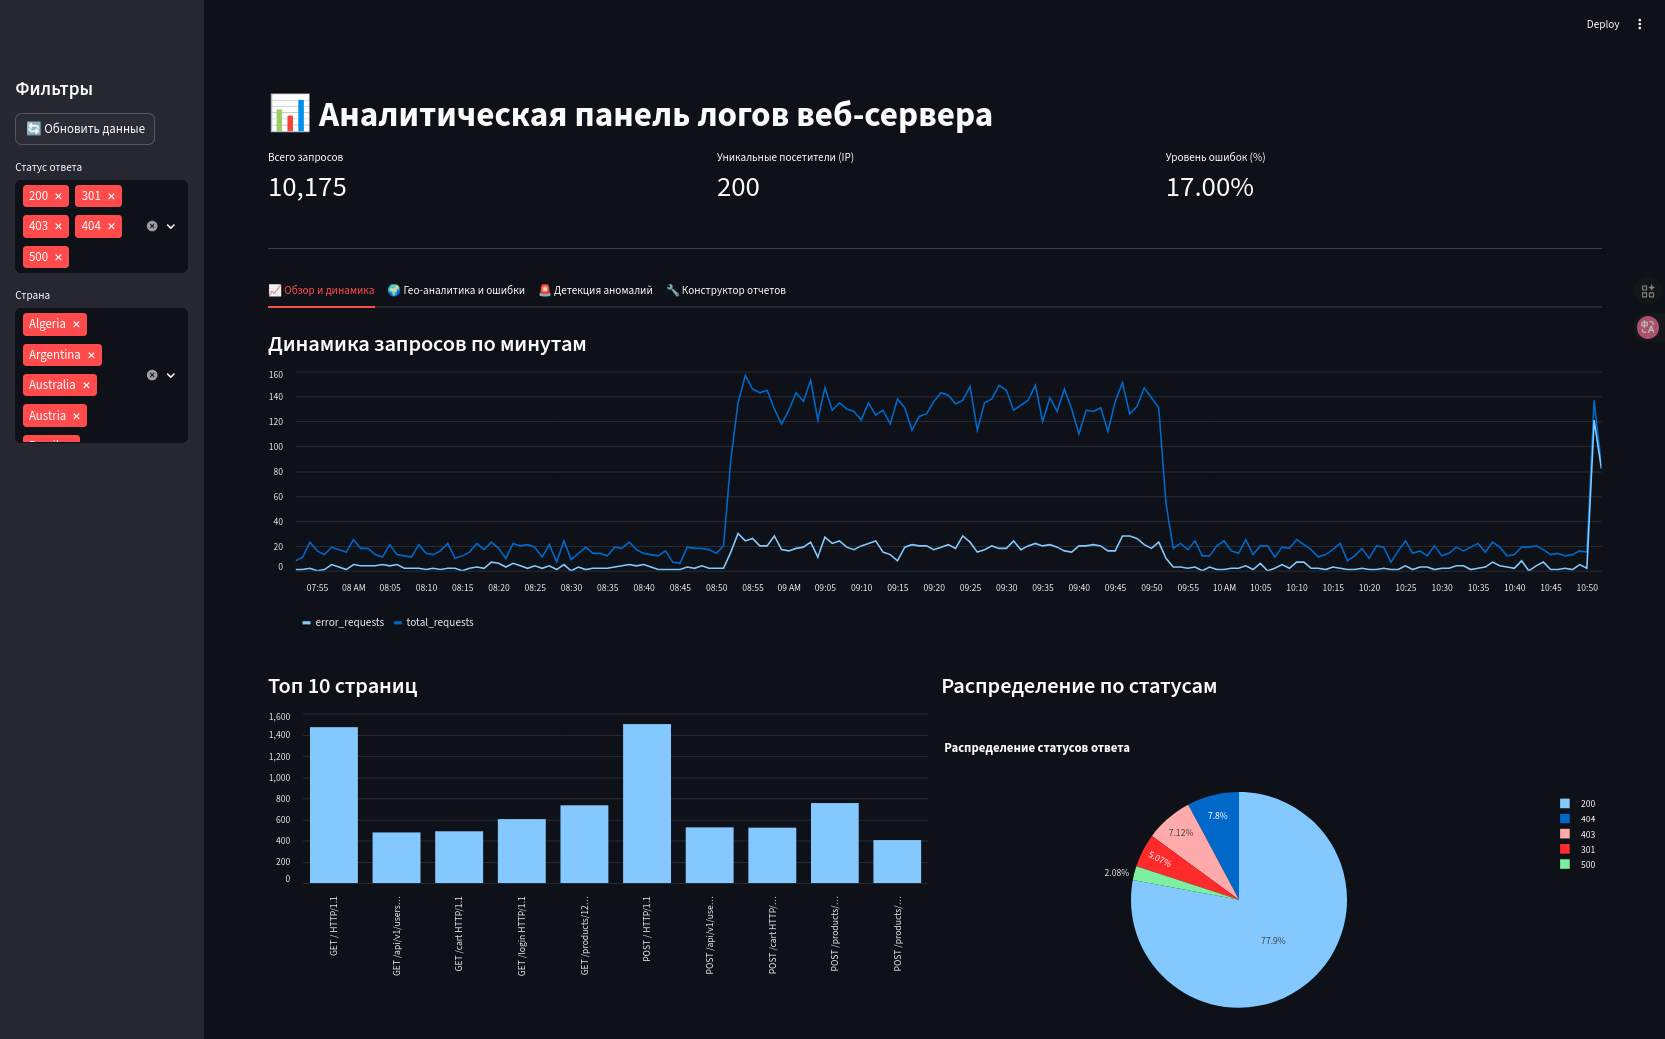 Deploy
Фильтры
🔄 Обновить данные
Статус ответа
200 × 301 ×
403 × 404 ×
500 ×
Страна
Algeria ×
Argentina ×
Australia ×
Austria ×
📊 Аналитическая панель логов веб-сервера
Всего запросов
10,175
Уникальные посетители (IP)
200
Уровень ошибок (%)
17.00%
📈 Обзор и динамика 🌍 Гео-аналитика и ошибки 🚨 Детекция аномалий 🔧 Конструктор отчетов
Динамика запросов по минутам
160
140
120
100
80
60
40
20
0
07:55 08 AM 08:05 08:10 08:15 08:20 08:25 08:30 08:35 08:40 08:45 08:50 08:55 09 AM 09:05 09:10 09:15 09:20 09:25 09:30 09:35 09:40 09:45 09:50 09:55 10 AM 10:05 10:10 10:15 10:20 10:25 10:30 10:35 10:40 10:45 10:50
error_requests total_requests
Топ 10 страниц
1,600
1,400
1,200
1,000
800
600
400
200
0
GET / HTTP/1.1
GET /api/v1/users…
GET /cart HTTP/1.1
GET /login HTTP/1.1
GET /products/12…
POST / HTTP/1.1
POST /api/v1/use…
POST /cart HTTP/…
POST /products/…
POST /products/…
Распределение по статусам
Распределение статусов ответа
7.8%
7.12%
5.07%
2.08%
77.9%
200
404
403
301
500